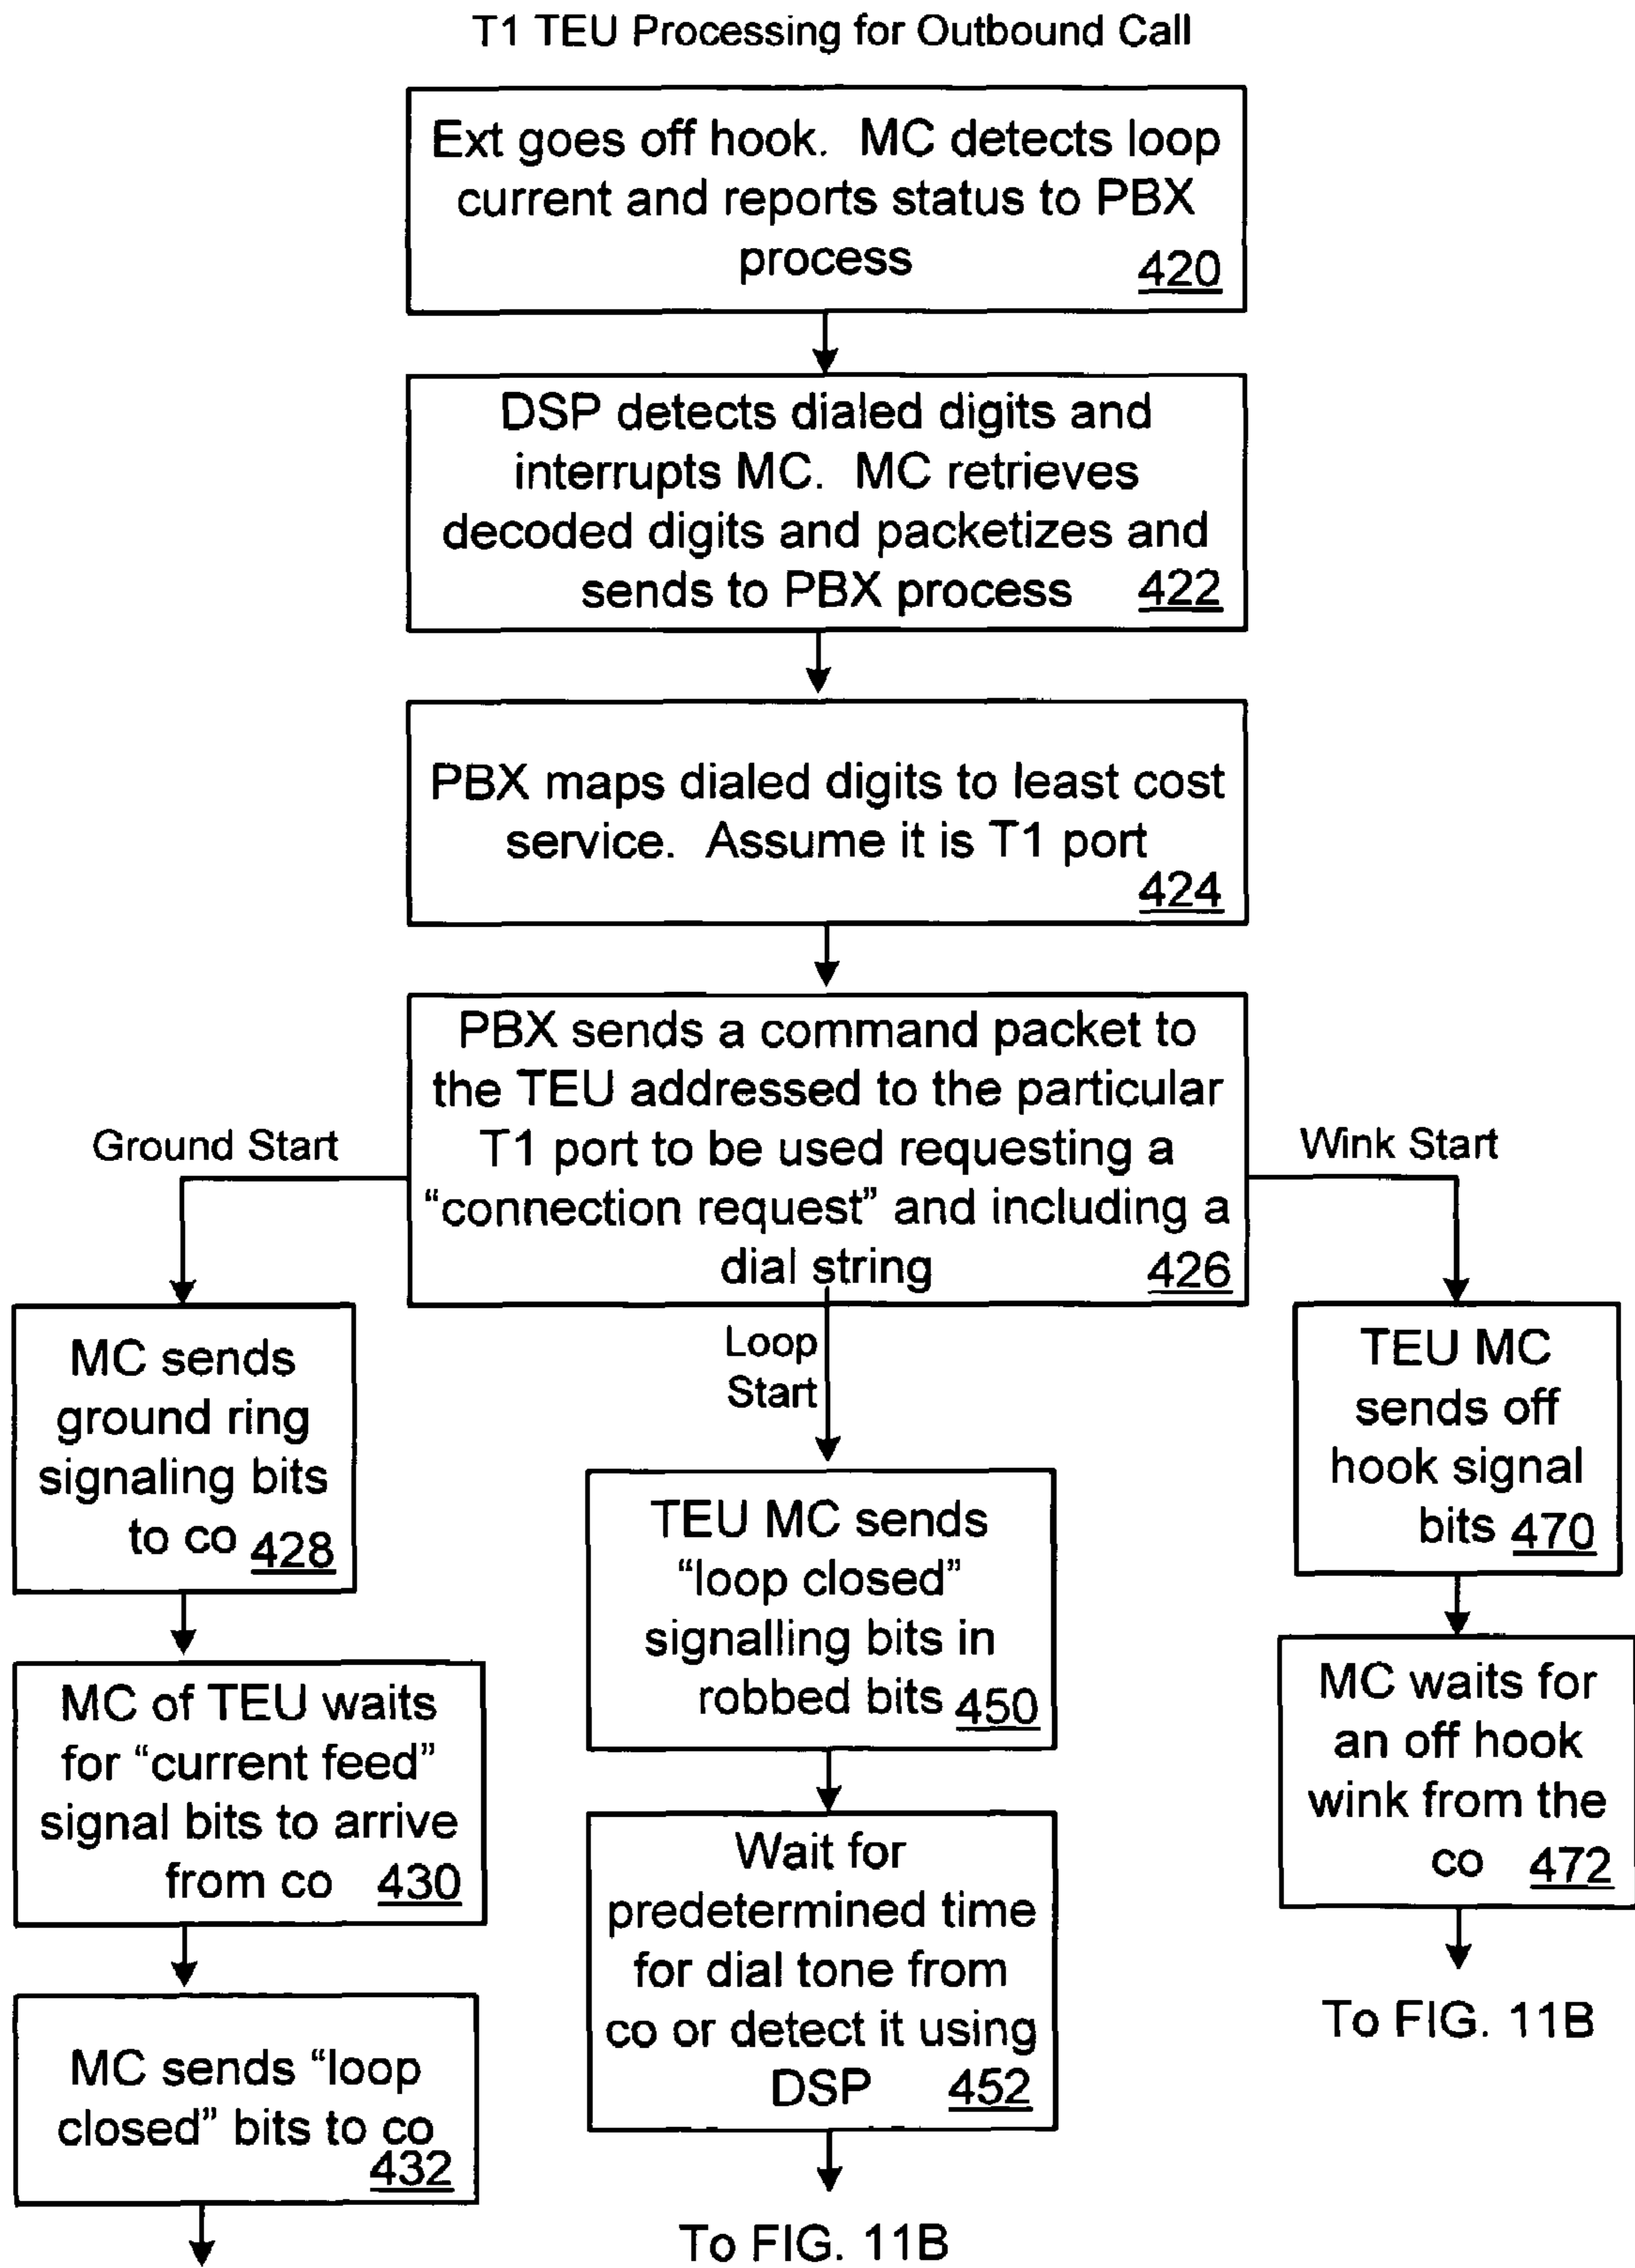 T1 TEU Processing for Outbound Call
Ext goes off hook. MC detects loop
current and reports status to PBX
process 420
DSP detects dialed digits and
interrupts MC. MC retrieves
decoded digits and packetizes and
sends to PBX process 422
PBX maps dialed digits to least cost
service. Assume it is T1 port
424
PBX sends a command packet to
the TEU addressed to the particular
T1 port to be used requesting a
“connection request” and including a
dial string 426
Ground Start
MC sends
ground ring
signaling bits
to co 428
MC of TEU waits
for “current feed”
signal bits to arrive
from co 430
MC sends “loop
closed” bits to co
432
Loop
Start
TEU MC sends
“loop closed”
signalling bits in
robbed bits 450
Wait for
predetermined time
for dial tone from
co or detect it using
DSP 452
To FIG. 11B
Wink Start
TEU MC
sends off
hook signal
bits 470
MC waits for
an off hook
wink from the
co 472
To FIG. 11B